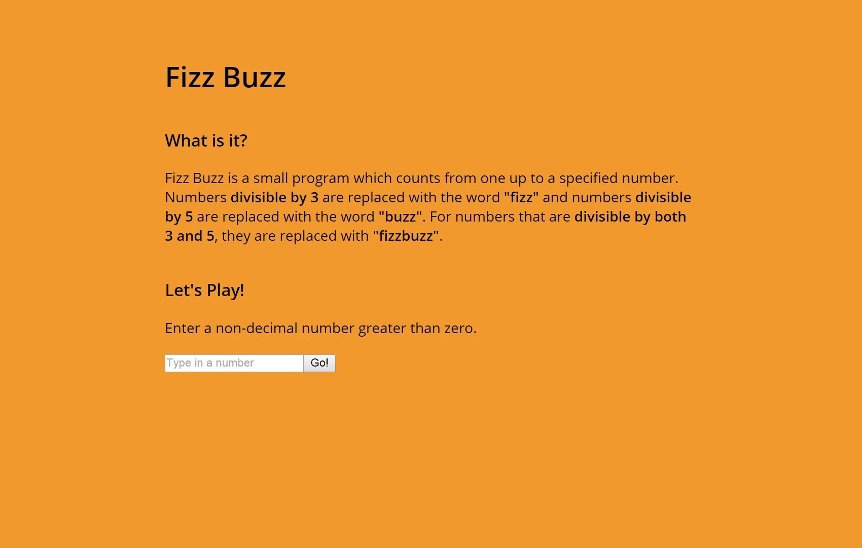 Fizz Buzz
What is it?
Fizz Buzz is a small program which counts from one up to a specified number.
Numbers divisible by 3 are replaced with the word "fizz" and numbers divisible
by 5 are replaced with the word "buzz". For numbers that are divisible by both
3 and 5, they are replaced with "fizzbuzz".
Let's Play!
Enter a non-decimal number greater than zero.
Type in a number Go!